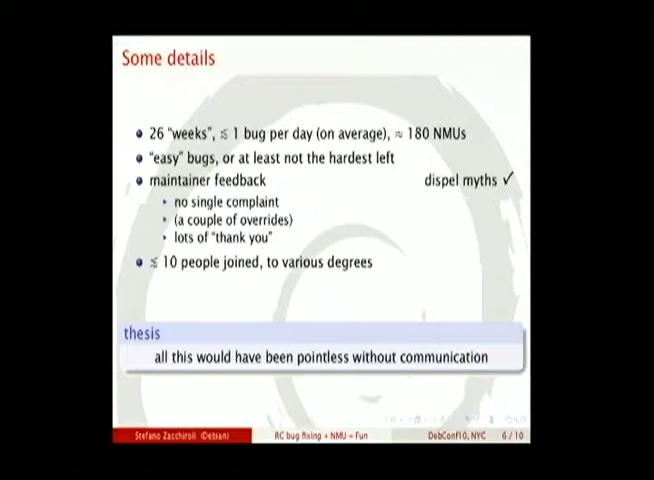 Some details
26 "weeks", ⪅ 1 bug per day (on average), ≈ 180 NMUs
"easy" bugs, or at least not the hardest left
maintainer feedback dispel myths ✓
no single complaint
(a couple of overrides)
lots of "thank you"
⪅ 10 people joined, to various degrees
thesis
all this would have been pointless without communication
Stefano Zacchiroli (Debian) RC bug fixing + NMU = Fun DebConf10, NYC 6 / 10